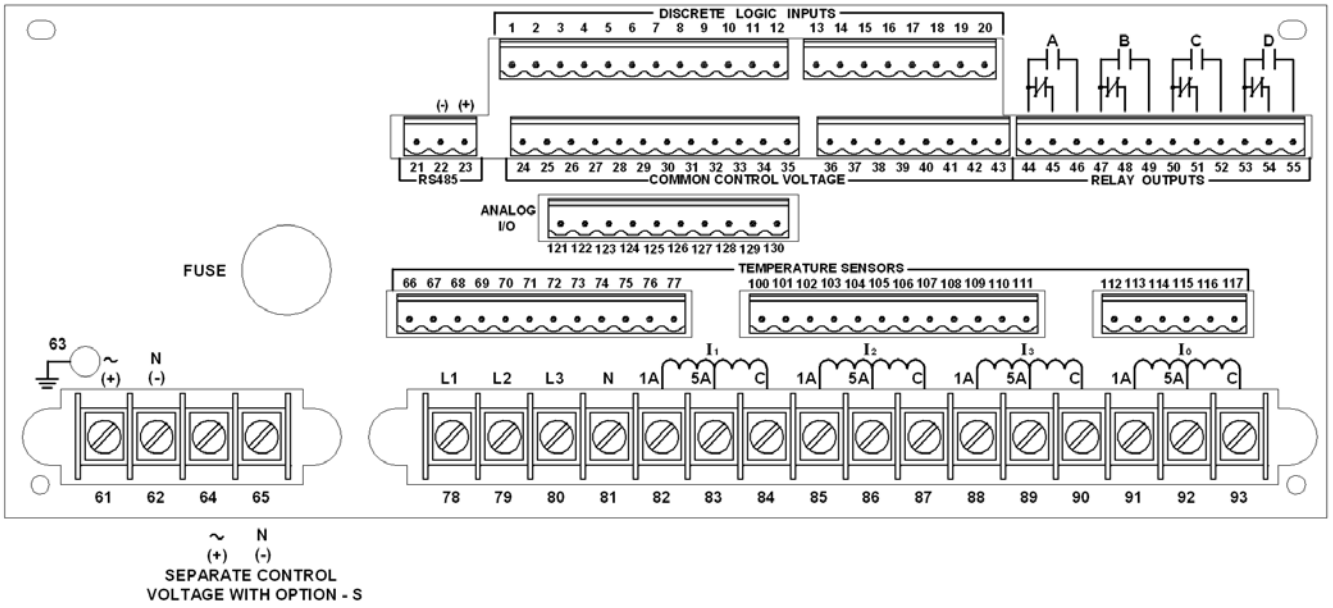 DISCRETE LOGIC INPUTS
1 2 3 4 5 6 7 8 9 10 11 12 13 14 15 16 17 18 19 20
A B C D
(-) (+)
21 22 23 24 25 26 27 28 29 30 31 32 33 34 35 36 37 38 39 40 41 42 43 44 45 46 47 48 49 50 51 52 53 54 55
RS485 COMMON CONTROL VOLTAGE RELAY OUTPUTS
ANALOG
I/O
121 122 123 124 125 126 127 128 129 130
FUSE
TEMPERATURE SENSORS
66 67 68 69 70 71 72 73 74 75 76 77 100 101 102 103 104 105 106 107 108 109 110 111 112 113 114 115 116 117
63 ~ N
(+) (-)
I₁ I₂ I₃ I₀
L1 L2 L3 N 1A 5A C 1A 5A C 1A 5A C 1A 5A C
61 62 64 65 78 79 80 81 82 83 84 85 86 87 88 89 90 91 92 93
~ N
(+) (-)
SEPARATE CONTROL
VOLTAGE WITH OPTION - S